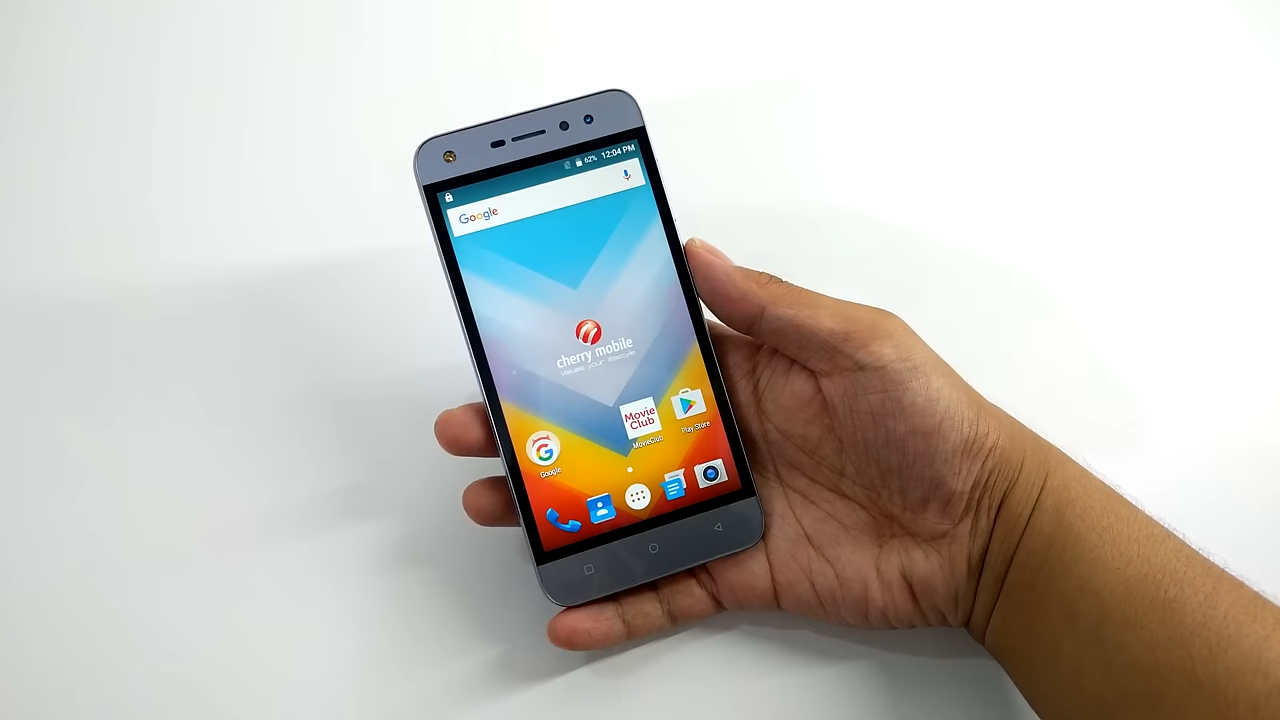 62% 12:04 PM
Google
cherry mobile
values your lifestyle
Movie
Club
Google
MovieClub
Play Store